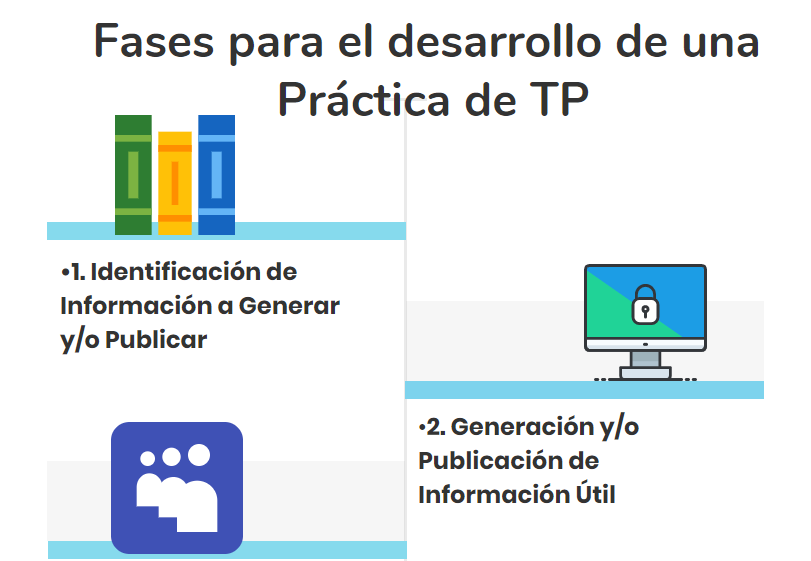 Fases para el desarrollo de una
Práctica de TP
•1. Identificación de
Información a Generar
y/o Publicar
•2. Generación y/o
Publicación de
Información Útil